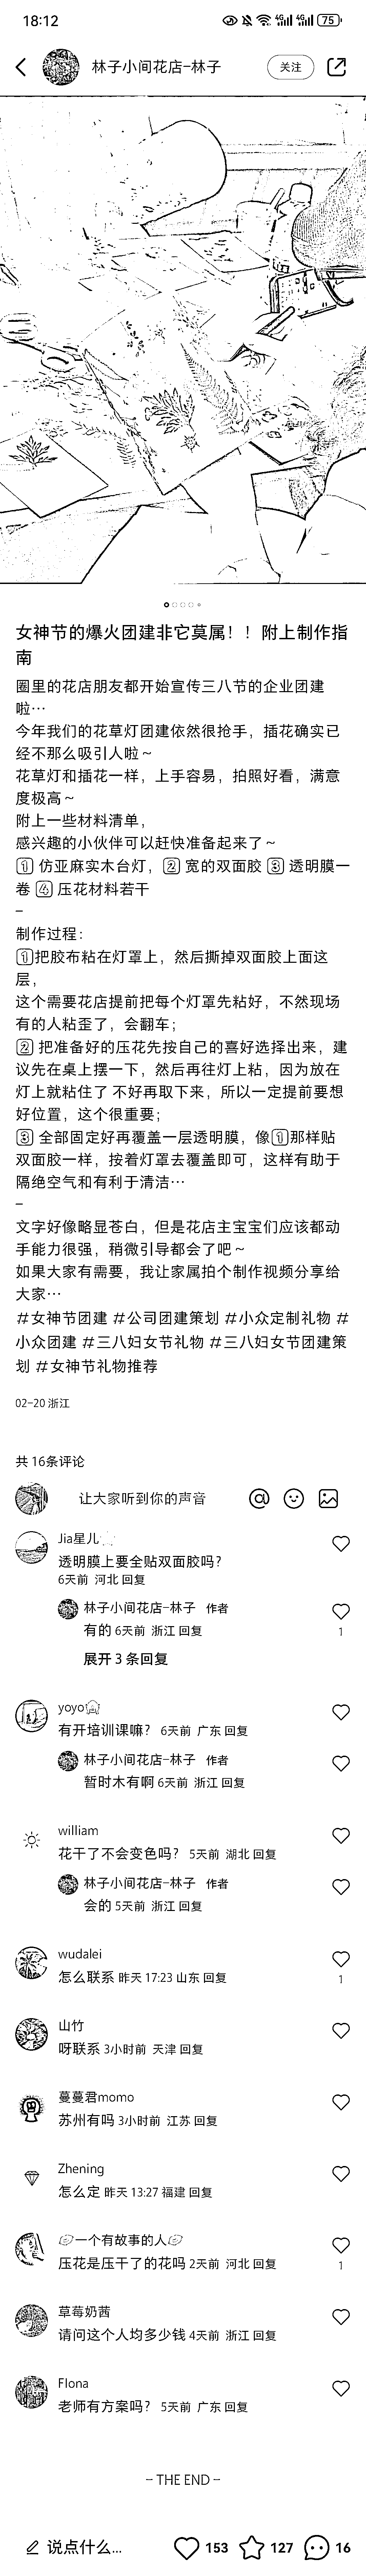 18:12
75
林子小间花店-林子
关注
女神节的爆火团建非它莫属！！附上制作指
南
圈里的花店朋友都开始宣传三八节的企业团建
啦…
今年我们的花草灯团建依然很抢手，插花确实已
经不那么吸引人啦～
花草灯和插花一样，上手容易，拍照好看，满意
度极高～
附上一些材料清单，
感兴趣的小伙伴可以赶快准备起来了～
1 仿亚麻实木台灯，2 宽的双面胶 3 透明膜一
卷 4 压花材料若干
–
制作过程：
1把胶布粘在灯罩上，然后撕掉双面胶上面这
层，
这个需要花店提前把每个灯罩先粘好，不然现场
有的人粘歪了，会翻车；
2 把准备好的压花先按自己的喜好选择出来，建
议先在桌上摆一下，然后再往灯上粘，因为放在
灯上就粘住了 不好再取下来，所以一定提前要想
好位置，这个很重要；
3 全部固定好再覆盖一层透明膜，像1那样贴
双面胶一样，按着灯罩去覆盖即可，这样有助于
隔绝空气和有利于清洁…
–
文字好像略显苍白，但是花店主宝宝们应该都动
手能力很强，稍微引导都会了吧～
如果大家有需要，我让家属拍个制作视频分享给
大家…
#女神节团建 #公司团建策划 #小众定制礼物 #
小众团建 #三八妇女节礼物 #三八妇女节团建策
划 #女神节礼物推荐
02-20 浙江
共 16条评论
让大家听到你的声音
Jia星儿
透明膜上要全贴双面胶吗？
6天前 河北 回复
林子小间花店-林子 作者
有的 6天前 浙江 回复
1
展开 3 条回复
yoyo
有开培训课嘛？ 6天前 广东 回复
林子小间花店-林子 作者
暂时木有啊 6天前 浙江 回复
william
花干了不会变色吗？ 5天前 湖北 回复
林子小间花店-林子 作者
会的 5天前 浙江 回复
wudalei
怎么联系 昨天 17:23 山东 回复
1
山竹
呀联系 3小时前 天津 回复
蔓蔓君momo
苏州有吗 3小时前 江苏 回复
Zhening
怎么定 昨天 13:27 福建 回复
一个有故事的人
压花是压干了的花吗 2天前 河北 回复
1
草莓奶茜
请问这个人均多少钱 4天前 浙江 回复
Flona
老师有方案吗？ 5天前 广东 回复
- THE END -
说点什么...
153
127
16